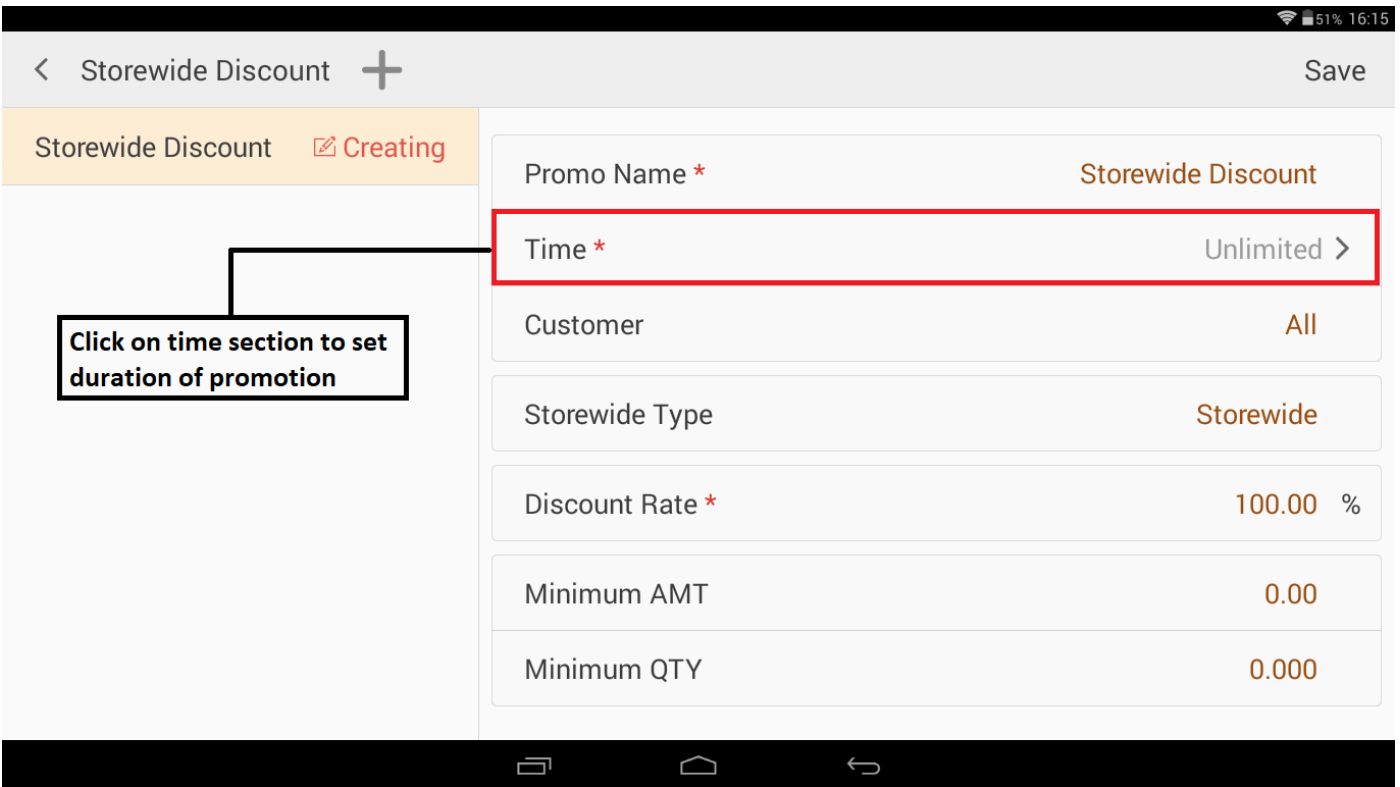 51% 16:15
Storewide Discount
Save
Storewide Discount Creating
Promo Name * Storewide Discount
Time * Unlimited
Click on time section to set
duration of promotion
Customer All
Storewide Type Storewide
Discount Rate * 100.00 %
Minimum AMT 0.00
Minimum QTY 0.000